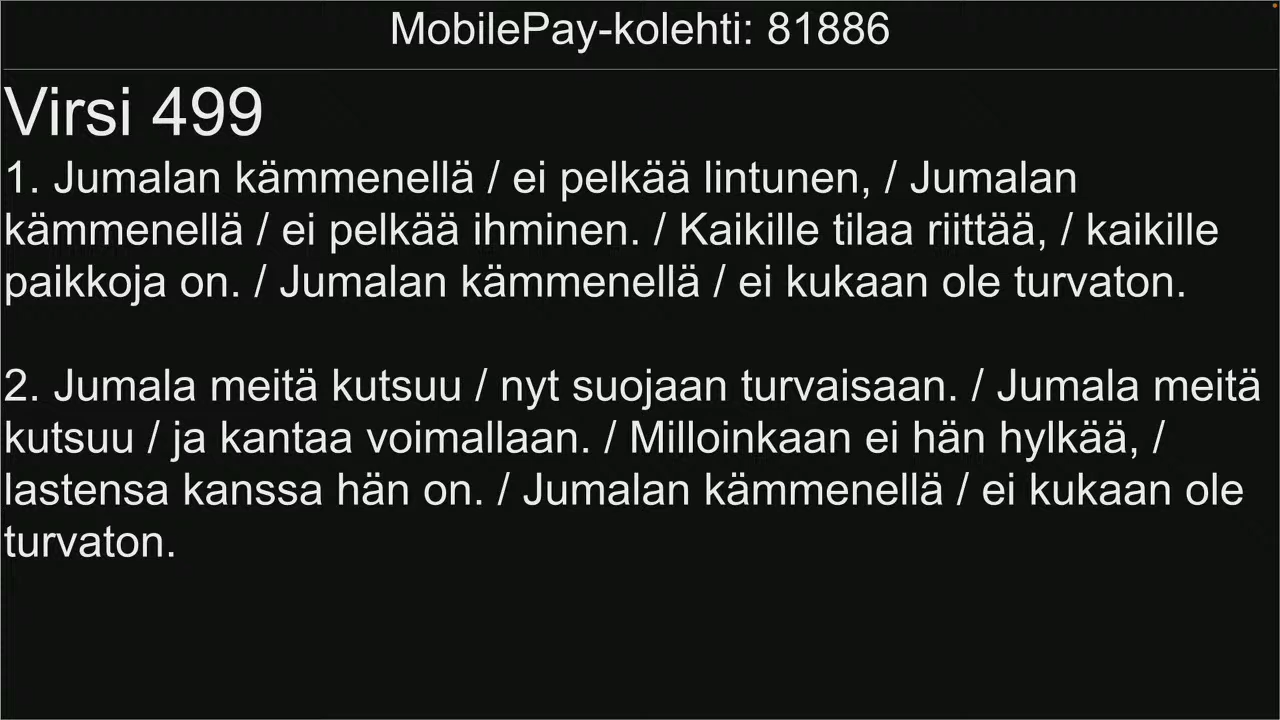 MobilePay-kolehti: 81886
Virsi 499
1. Jumalan kämmenellä / ei pelkää lintunen, / Jumalan
kämmenellä / ei pelkää ihminen. / Kaikille tilaa riittää, / kaikille
paikkoja on. / Jumalan kämmenellä / ei kukaan ole turvaton.
2. Jumala meitä kutsuu / nyt suojaan turvaisaan. / Jumala meitä
kutsuu / ja kantaa voimallaan. / Milloinkaan ei hän hylkää, /
lastensa kanssa hän on. / Jumalan kämmenellä / ei kukaan ole
turvaton.